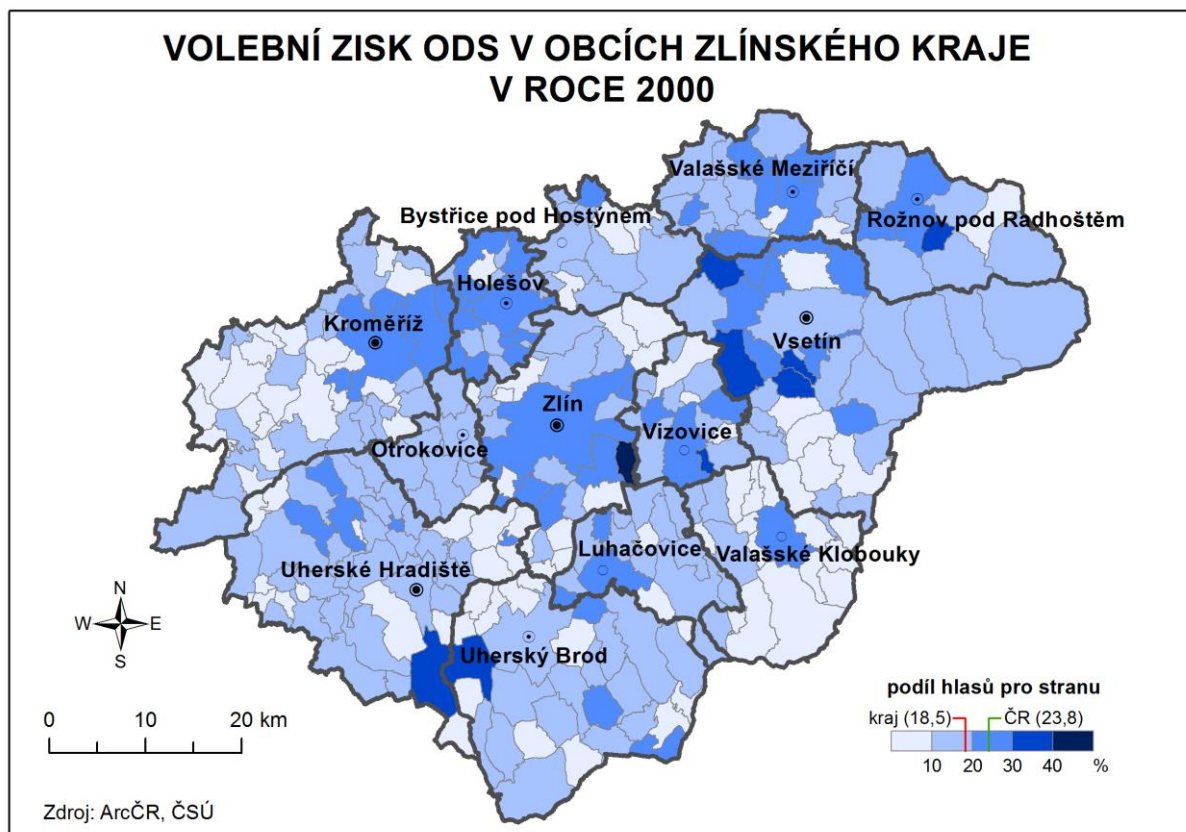 VOLEBNÍ ZISK ODS V OBCÍCH ZLÍNSKÉHO KRAJE
V ROCE 2000
Valašské Meziříčí
Bystřice pod Hostýnem
Rožnov pod Radhoštěm
Holešov
Kroměříž
Vsetín
Zlín
Vizovice
Otrokovice
Luhačovice
Valašské Klobouky
Uherské Hradiště
Uherský Brod
N
W E
S
0 10 20 km
podíl hlasů pro stranu
kraj (18,5) ČR (23,8)
10 20 30 40 %
Zdroj: ArcČR, ČSÚ